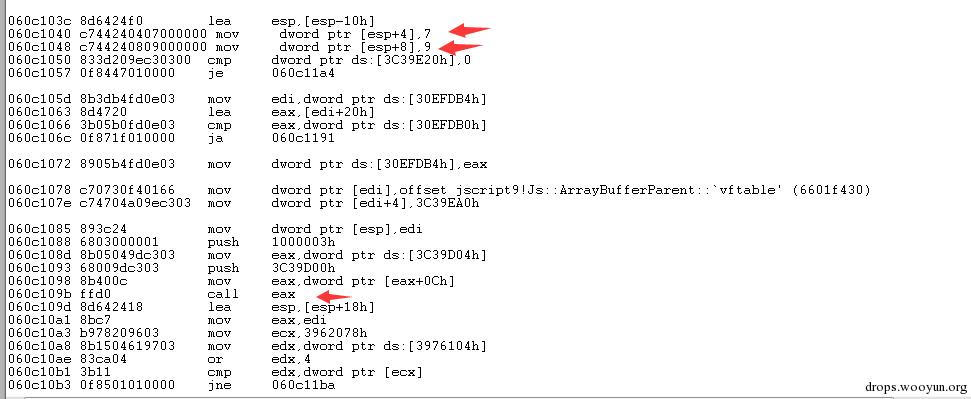 060c103c 8d6424f0 lea esp,[esp-10h]
060c1040 c744240407000000 mov dword ptr [esp+4],7
060c1048 c744240809000000 mov dword ptr [esp+8],9
060c1050 833d209ec30300 cmp dword ptr ds:[3C39E20h],0
060c1057 0f8447010000 je 060c11a4
060c105d 8b3db4fd0e03 mov edi,dword ptr ds:[30EFDB4h]
060c1063 8d4720 lea eax,[edi+20h]
060c1066 3b05b0fd0e03 cmp eax,dword ptr ds:[30EFDB0h]
060c106c 0f871f010000 ja 060c1191
060c1072 8905b4fd0e03 mov dword ptr ds:[30EFDB4h],eax
060c1078 c70730f40166 mov dword ptr [edi],offset jscript9!Js::ArrayBufferParent::`vftable' (6601f430)
060c107e c74704a09ec303 mov dword ptr [edi+4],3C39EA0h
060c1085 893c24 mov dword ptr [esp],edi
060c1088 6803000001 push 1000003h
060c108d 8b05049dc303 mov eax,dword ptr ds:[3C39D04h]
060c1093 68009dc303 push 3C39D00h
060c1098 8b400c mov eax,dword ptr [eax+0Ch]
060c109b ffd0 call eax
060c109d 8d642418 lea esp,[esp+18h]
060c10a1 8bc7 mov eax,edi
060c10a3 b978209603 mov ecx,3962078h
060c10a8 8b1504619703 mov edx,dword ptr ds:[3976104h]
060c10ae 83ca04 or edx,4
060c10b1 3b11 cmp edx,dword ptr [ecx]
060c10b3 0f8501010000 jne 060c11ba
drops.wooyun.org